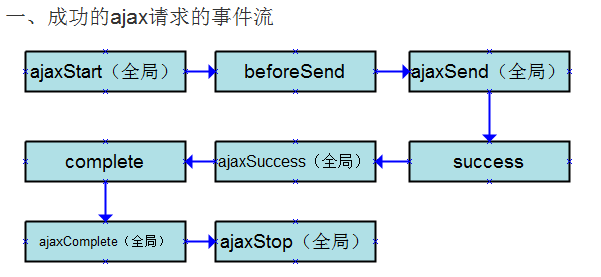 一、成功的ajax请求的事件流
ajaxStart（全局）
beforeSend
ajaxSend（全局）
success
ajaxSuccess（全局）
complete
ajaxComplete（全局）
ajaxStop（全局）